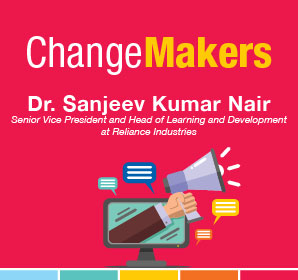 ChangeMakers
Dr. Sanjeev Kumar Nair
Senior Vice President and Head of Learning and Development
at Reliance Industries